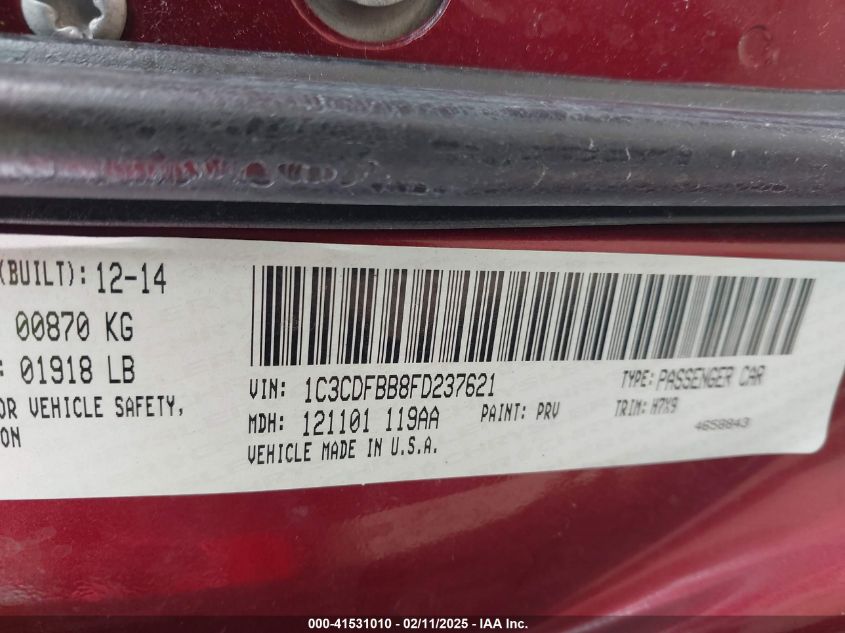 (BUILT): 12-14
00870 KG
: 01918 LB
OR VEHICLE SAFETY,
ON
VIN: 1C3CDFBB8FD237621
MDH: 121101 119AA
PAINT: PRV
VEHICLE MADE IN U.S.A.
TYPE: PASSENGER CAR
TRIM: H7X9
4658843
000-41531010 - 02/11/2025 - IAA Inc.